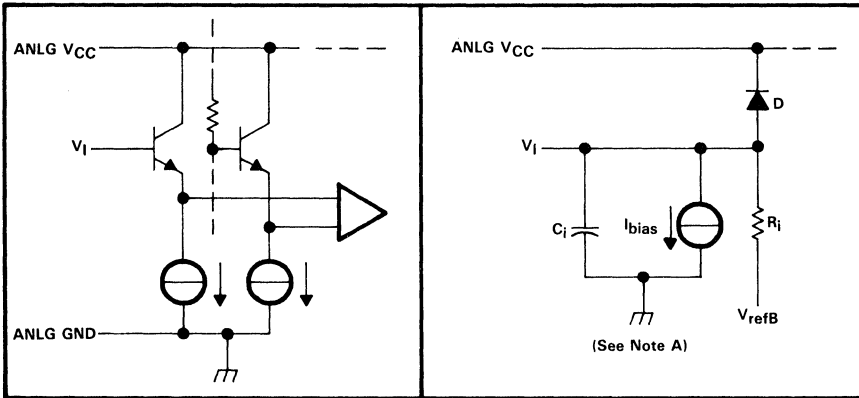 ANLG VCC
VI
ANLG GND
ANLG VCC
D
VI
Ci
Ibias
Ri
VrefB
(See Note A)